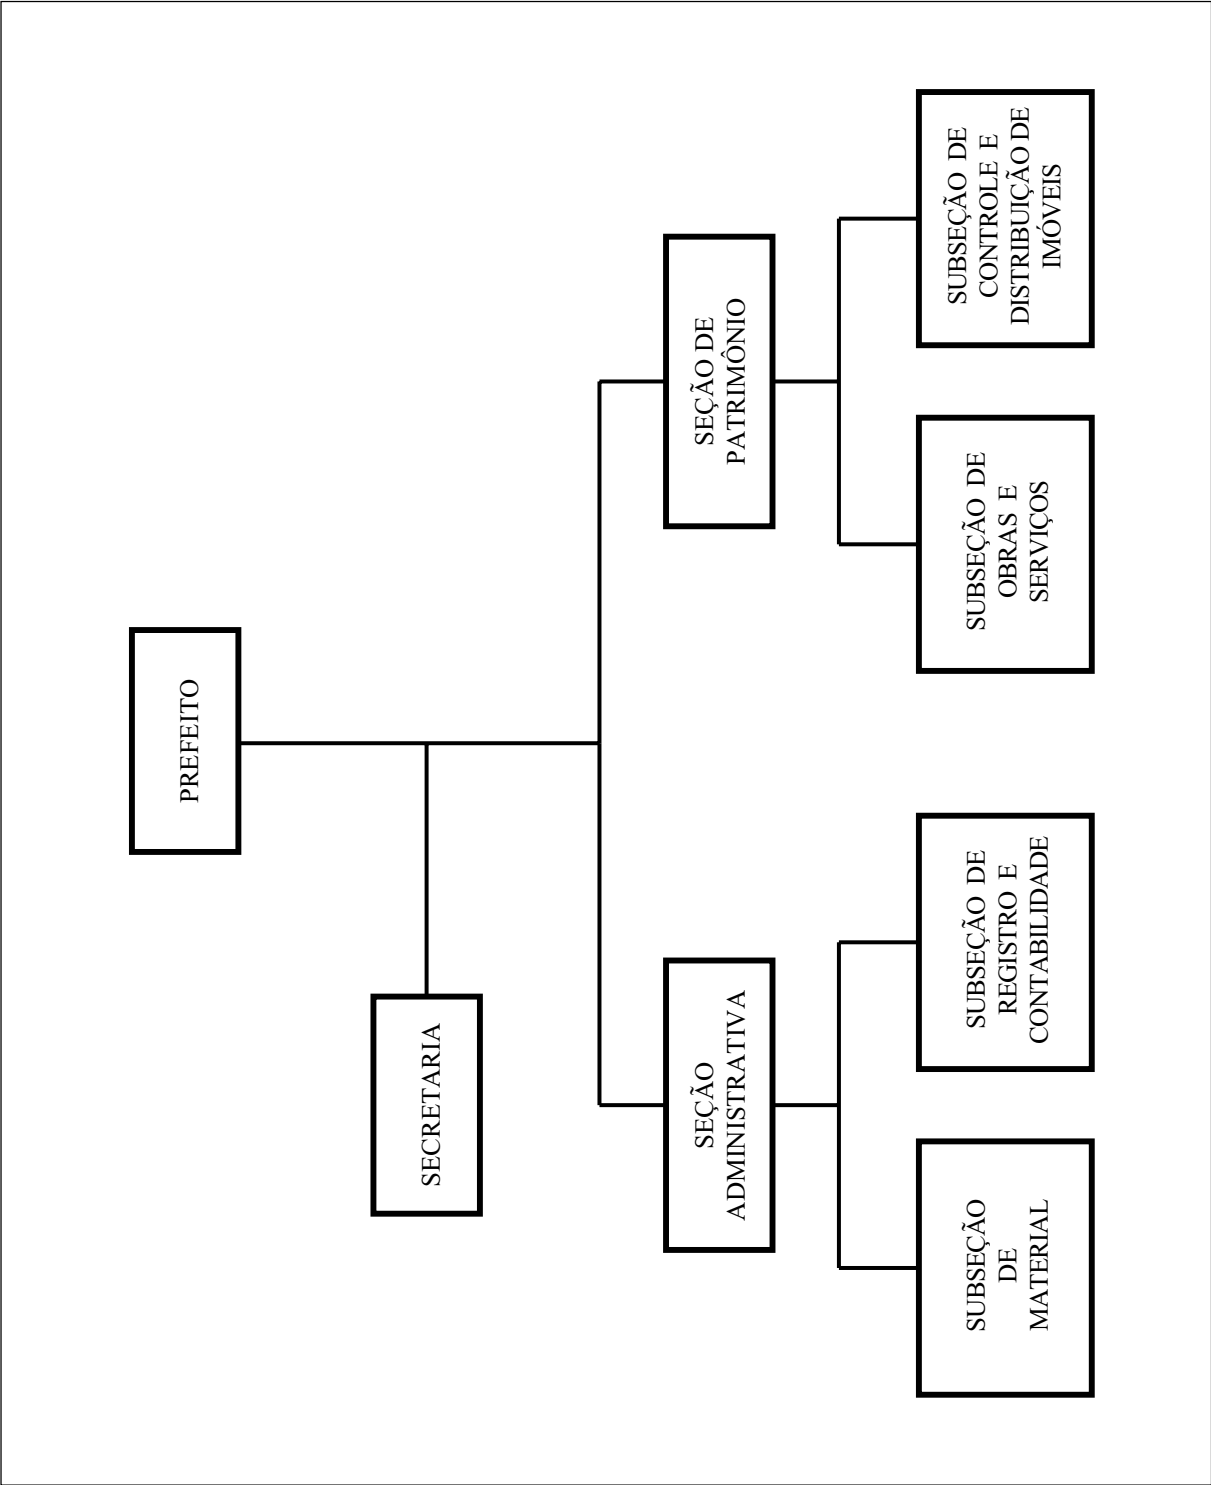 PREFEITO
SECRETARIA
SEÇÃO
ADMINISTRATIVA
SEÇÃO DE
PATRIMÔNIO
SUBSEÇÃO
DE
MATERIAL
SUBSEÇÃO DE
REGISTRO E
CONTABILIDADE
SUBSEÇÃO DE
OBRAS E
SERVIÇOS
SUBSEÇÃO DE
CONTROLE E
DISTRIBUIÇÃO DE
IMÓVEIS